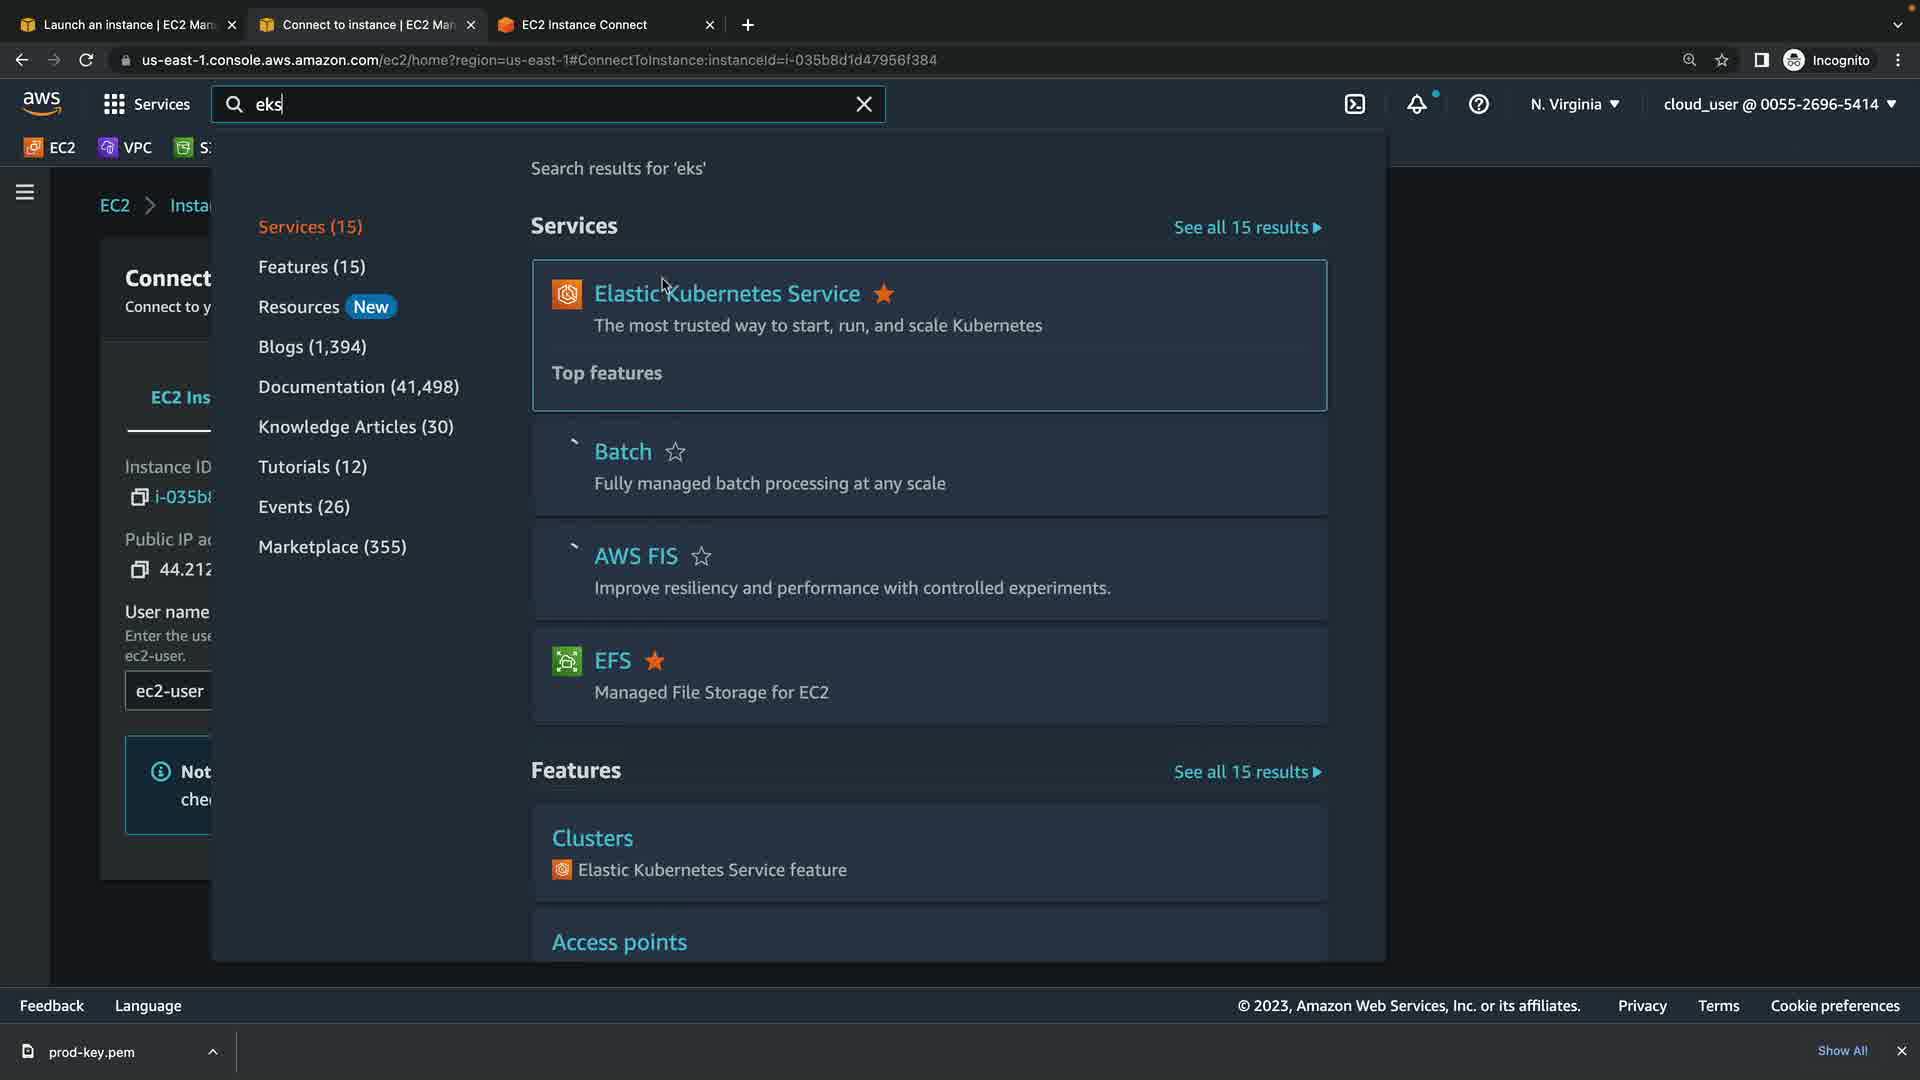 Launch an instance | EC2 Man
Connect to instance | EC2 Man
EC2 Instance Connect
us-east-1.console.aws.amazon.com/ec2/home?region=us-east-1#ConnectToInstance:instanceId=i-035b8d1d47956f384
Incognito
aws
Services
eks
N. Virginia
cloud_user @ 0055-2696-5414
EC2
VPC
S
EC2
Insta
Search results for 'eks'
Services (15)
Features (15)
Resources New
Blogs (1,394)
Documentation (41,498)
Knowledge Articles (30)
Tutorials (12)
Events (26)
Marketplace (355)
Services
See all 15 results
Elastic Kubernetes Service
The most trusted way to start, run, and scale Kubernetes
Top features
Batch
Fully managed batch processing at any scale
AWS FIS
Improve resiliency and performance with controlled experiments.
EFS
Managed File Storage for EC2
Features
See all 15 results
Clusters
Elastic Kubernetes Service feature
Access points
Connect
Connect to y
EC2 Ins
Instance ID
i-035b8
Public IP a
44.212
User name
Enter the use
ec2-user.
ec2-user
Not
che
Feedback
Language
© 2023, Amazon Web Services, Inc. or its affiliates.
Privacy
Terms
Cookie preferences
prod-key.pem
Show All